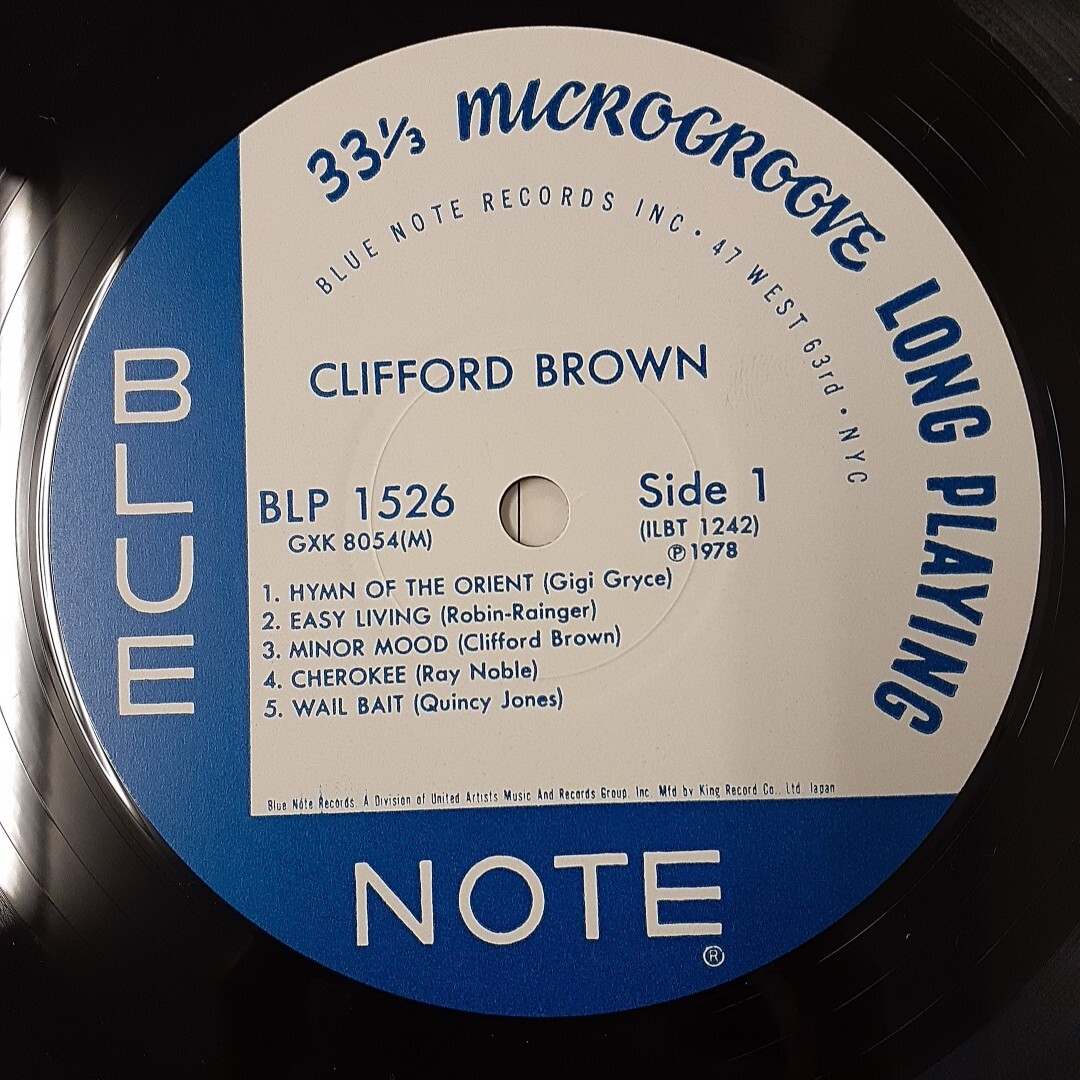 33⅓ MICROGROOVE LONG PLAYING
BLUE NOTE RECORDS INC • 47 WEST 63rd • NYC
CLIFFORD BROWN
BLP 1526
GXK 8054(M)
Side 1
(ILBT 1242)
℗1978
1. HYMN OF THE ORIENT (Gigi Gryce)
2. EASY LIVING (Robin-Rainger)
3. MINOR MOOD (Clifford Brown)
4. CHEROKEE (Ray Noble)
5. WAIL BAIT (Quincy Jones)
Blue Note Records. A Division of United Artists Music And Records Group. Inc. Mfd by King Record Co., Ltd. Japan
BLUE
NOTE
®